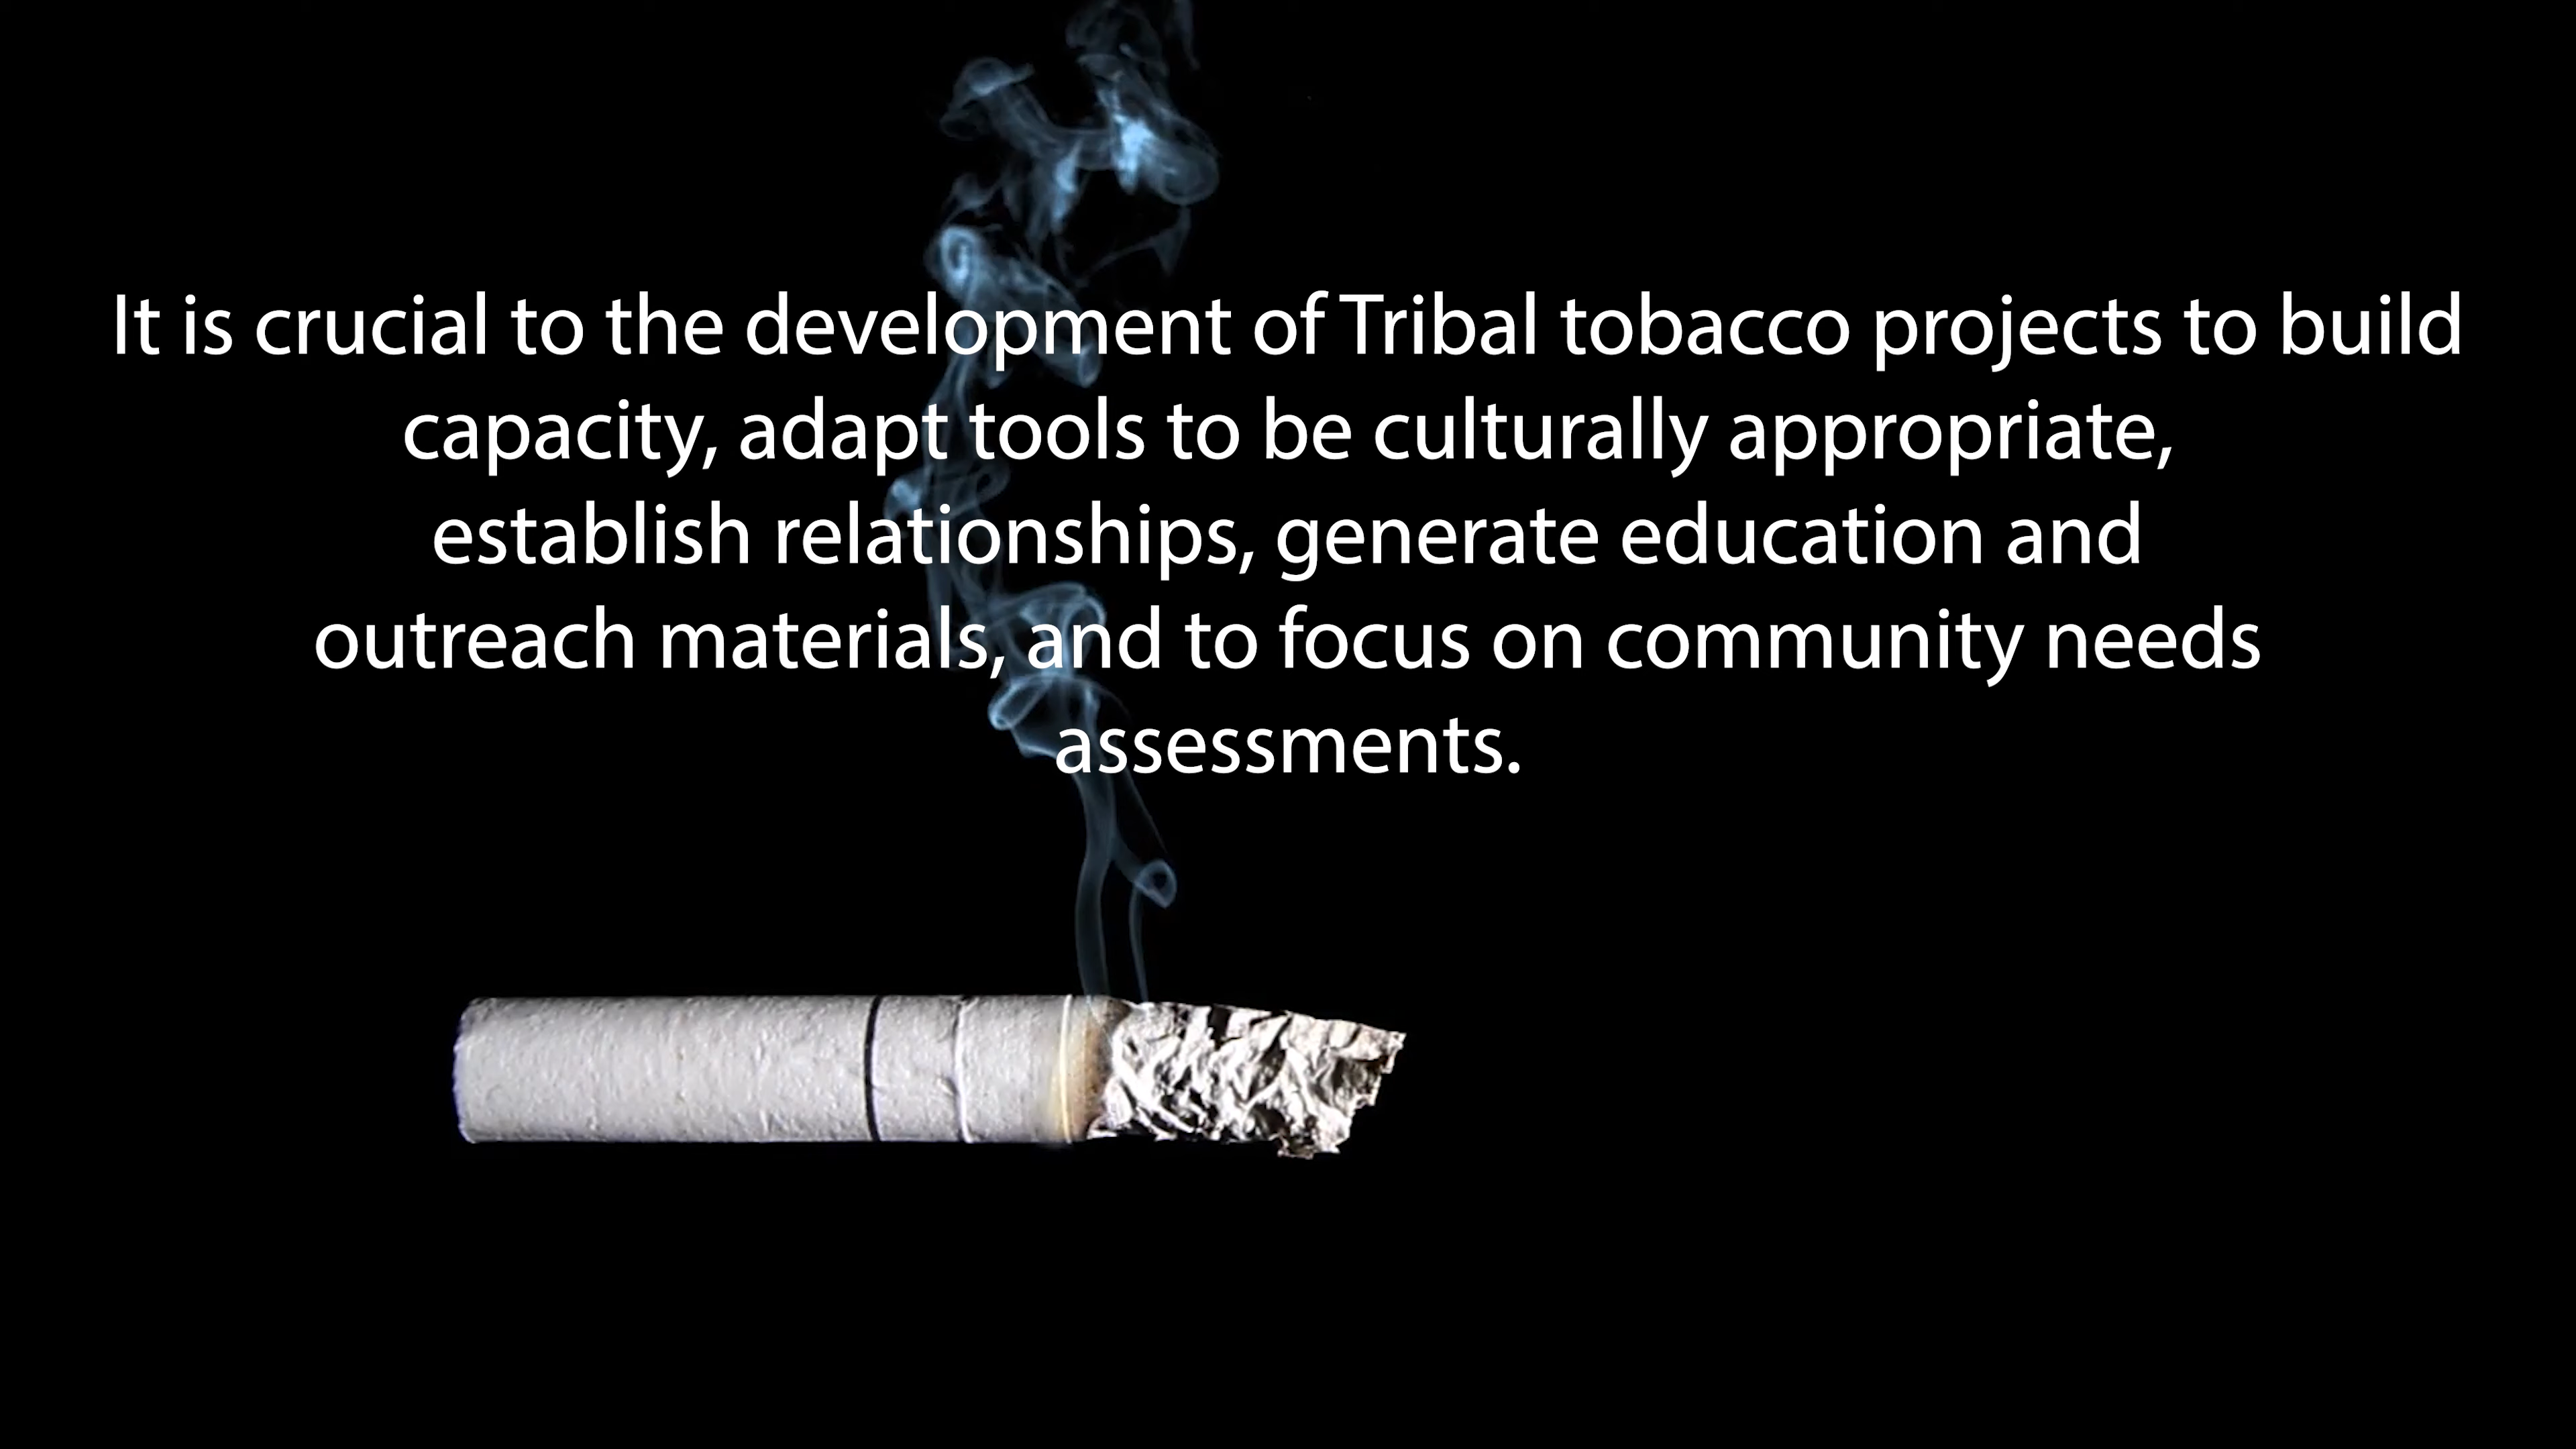 It is crucial to the development of Tribal tobacco projects to build
capacity, adapt tools to be culturally appropriate,
establish relationships, generate education and
outreach materials, and to focus on community needs
assessments.